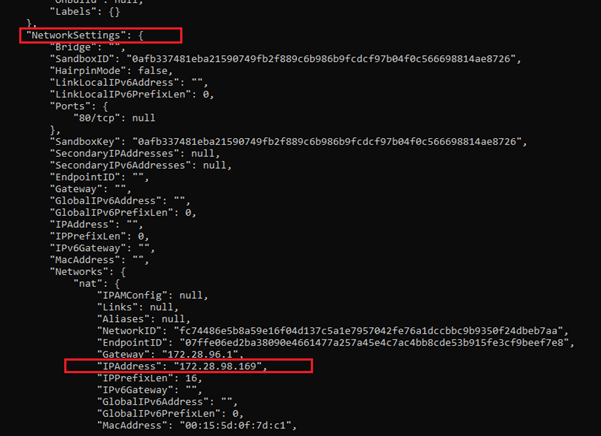 "OnBuild": null,
"Labels": {}
},
"NetworkSettings": {
"Bridge": "",
"SandboxID": "0afb337481eba21590749fb2f889c6b986b9fcdcf97b04f0c566698814ae8726",
"HairpinMode": false,
"LinkLocalIPv6Address": "",
"LinkLocalIPv6PrefixLen": 0,
"Ports": {
"80/tcp": null
},
"SandboxKey": "0afb337481eba21590749fb2f889c6b986b9fcdcf97b04f0c566698814ae8726",
"SecondaryIPAddresses": null,
"SecondaryIPv6Addresses": null,
"EndpointID": "",
"Gateway": "",
"GlobalIPv6Address": "",
"GlobalIPv6PrefixLen": 0,
"IPAddress": "",
"IPPrefixLen": 0,
"IPv6Gateway": "",
"MacAddress": "",
"Networks": {
"nat": {
"IPAMConfig": null,
"Links": null,
"Aliases": null,
"NetworkID": "fc74486e5b8a59e16f04d137c5a1e7957042fe76a1dccbbc9b9350f24dbeb7aa",
"EndpointID": "07ffe06ed2ba38090e4661477a257a45e4c7ac4bb8cde53b915fe3cf9beef7e8",
"Gateway": "172.28.96.1",
"IPAddress": "172.28.98.169",
"IPPrefixLen": 16,
"IPv6Gateway": "",
"GlobalIPv6Address": "",
"GlobalIPv6PrefixLen": 0,
"MacAddress": "00:15:5d:0f:7d:c1",